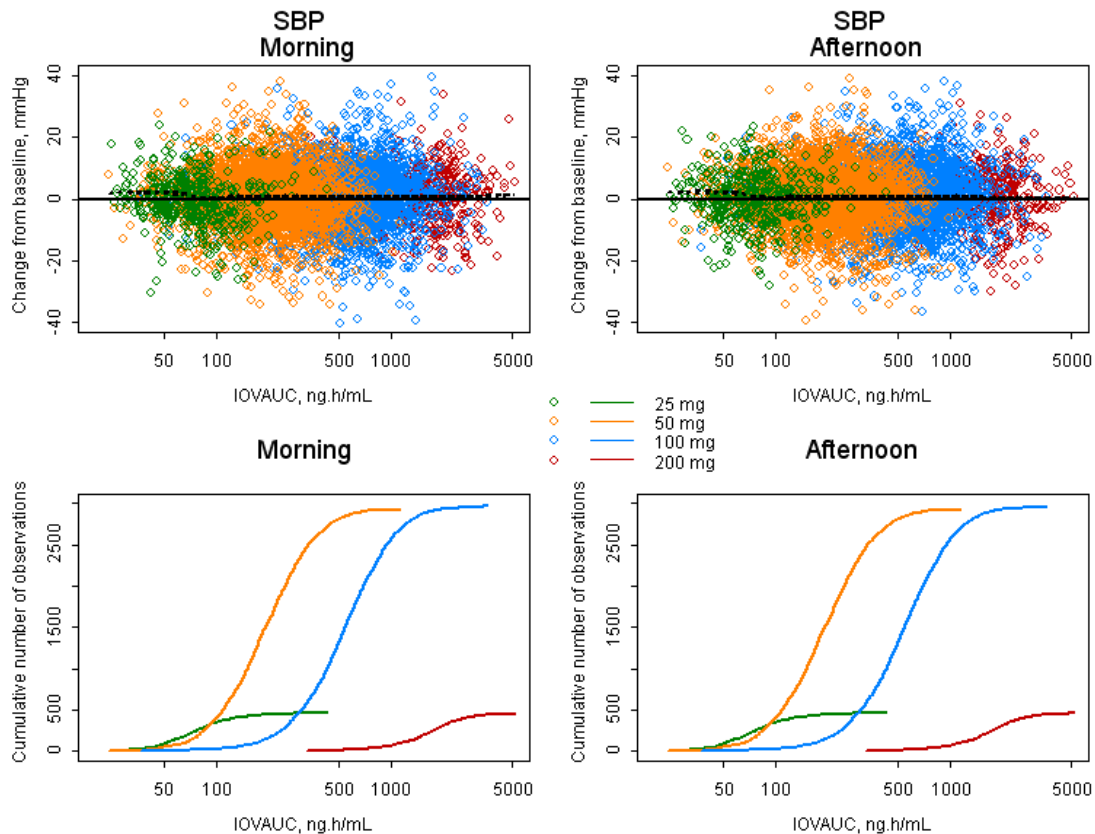 SBP
Morning
Change from baseline, mmHg
40
20
0
-20
-40
50 100 500 1000 5000
IOVAUC, ng.h/mL
SBP
Afternoon
Change from baseline, mmHg
40
20
0
-20
-40
50 100 500 1000 5000
IOVAUC, ng.h/mL
25 mg
50 mg
100 mg
200 mg
Morning
Cumulative number of observations
2500
1500
500
0
50 100 500 1000 5000
IOVAUC, ng.h/mL
Afternoon
Cumulative number of observations
2500
1500
500
0
50 100 500 1000 5000
IOVAUC, ng.h/mL